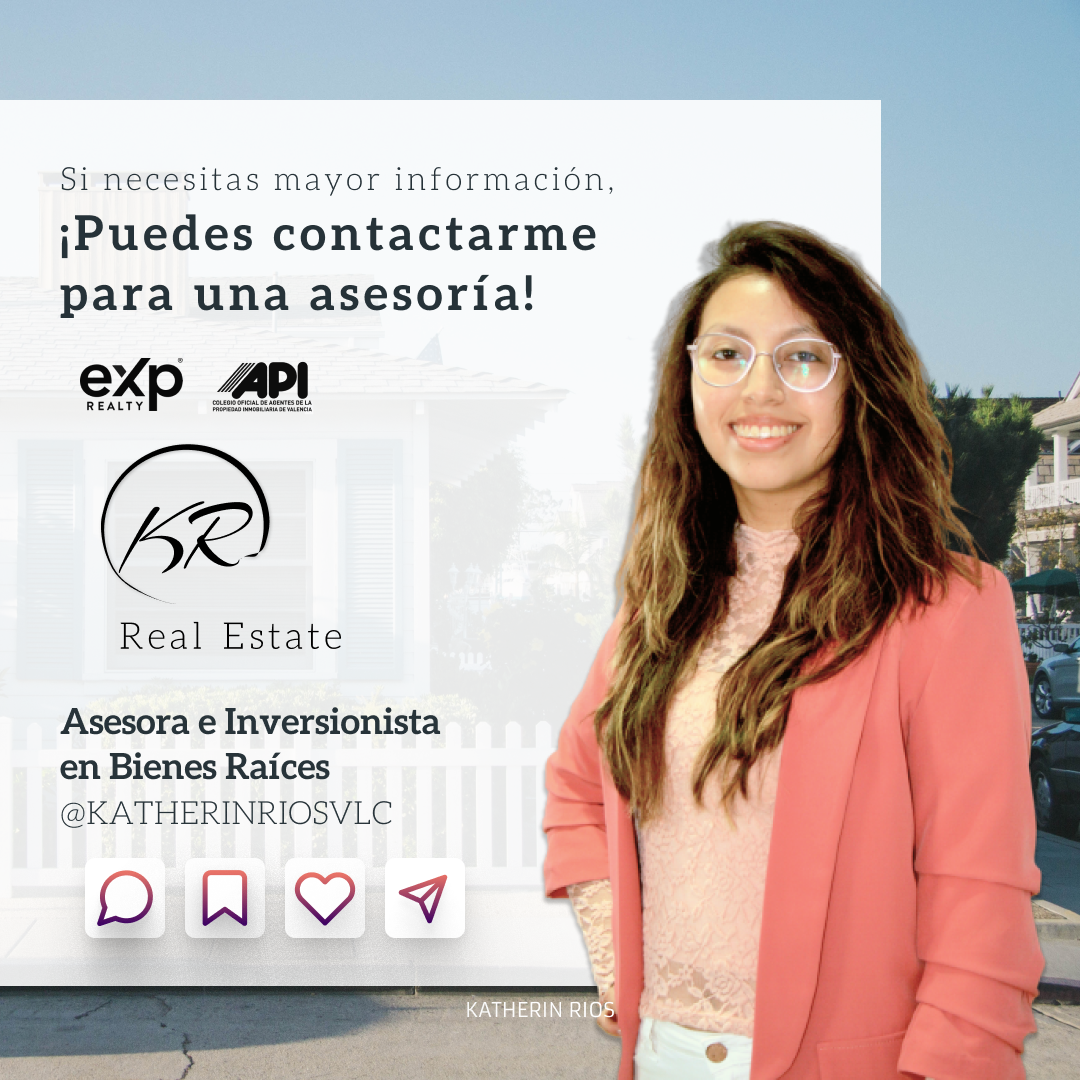 Si necesitas mayor información,
¡Puedes contactarme
para una asesoría!
eXp®
REALTY
API
COLEGIO OFICIAL DE AGENTES DE LA
PROPIEDAD INMOBILIARIA DE VALENCIA
KR
Real Estate
Asesora e Inversionista
en Bienes Raíces
@KATHERINRIOSVLC
KATHERIN RIOS